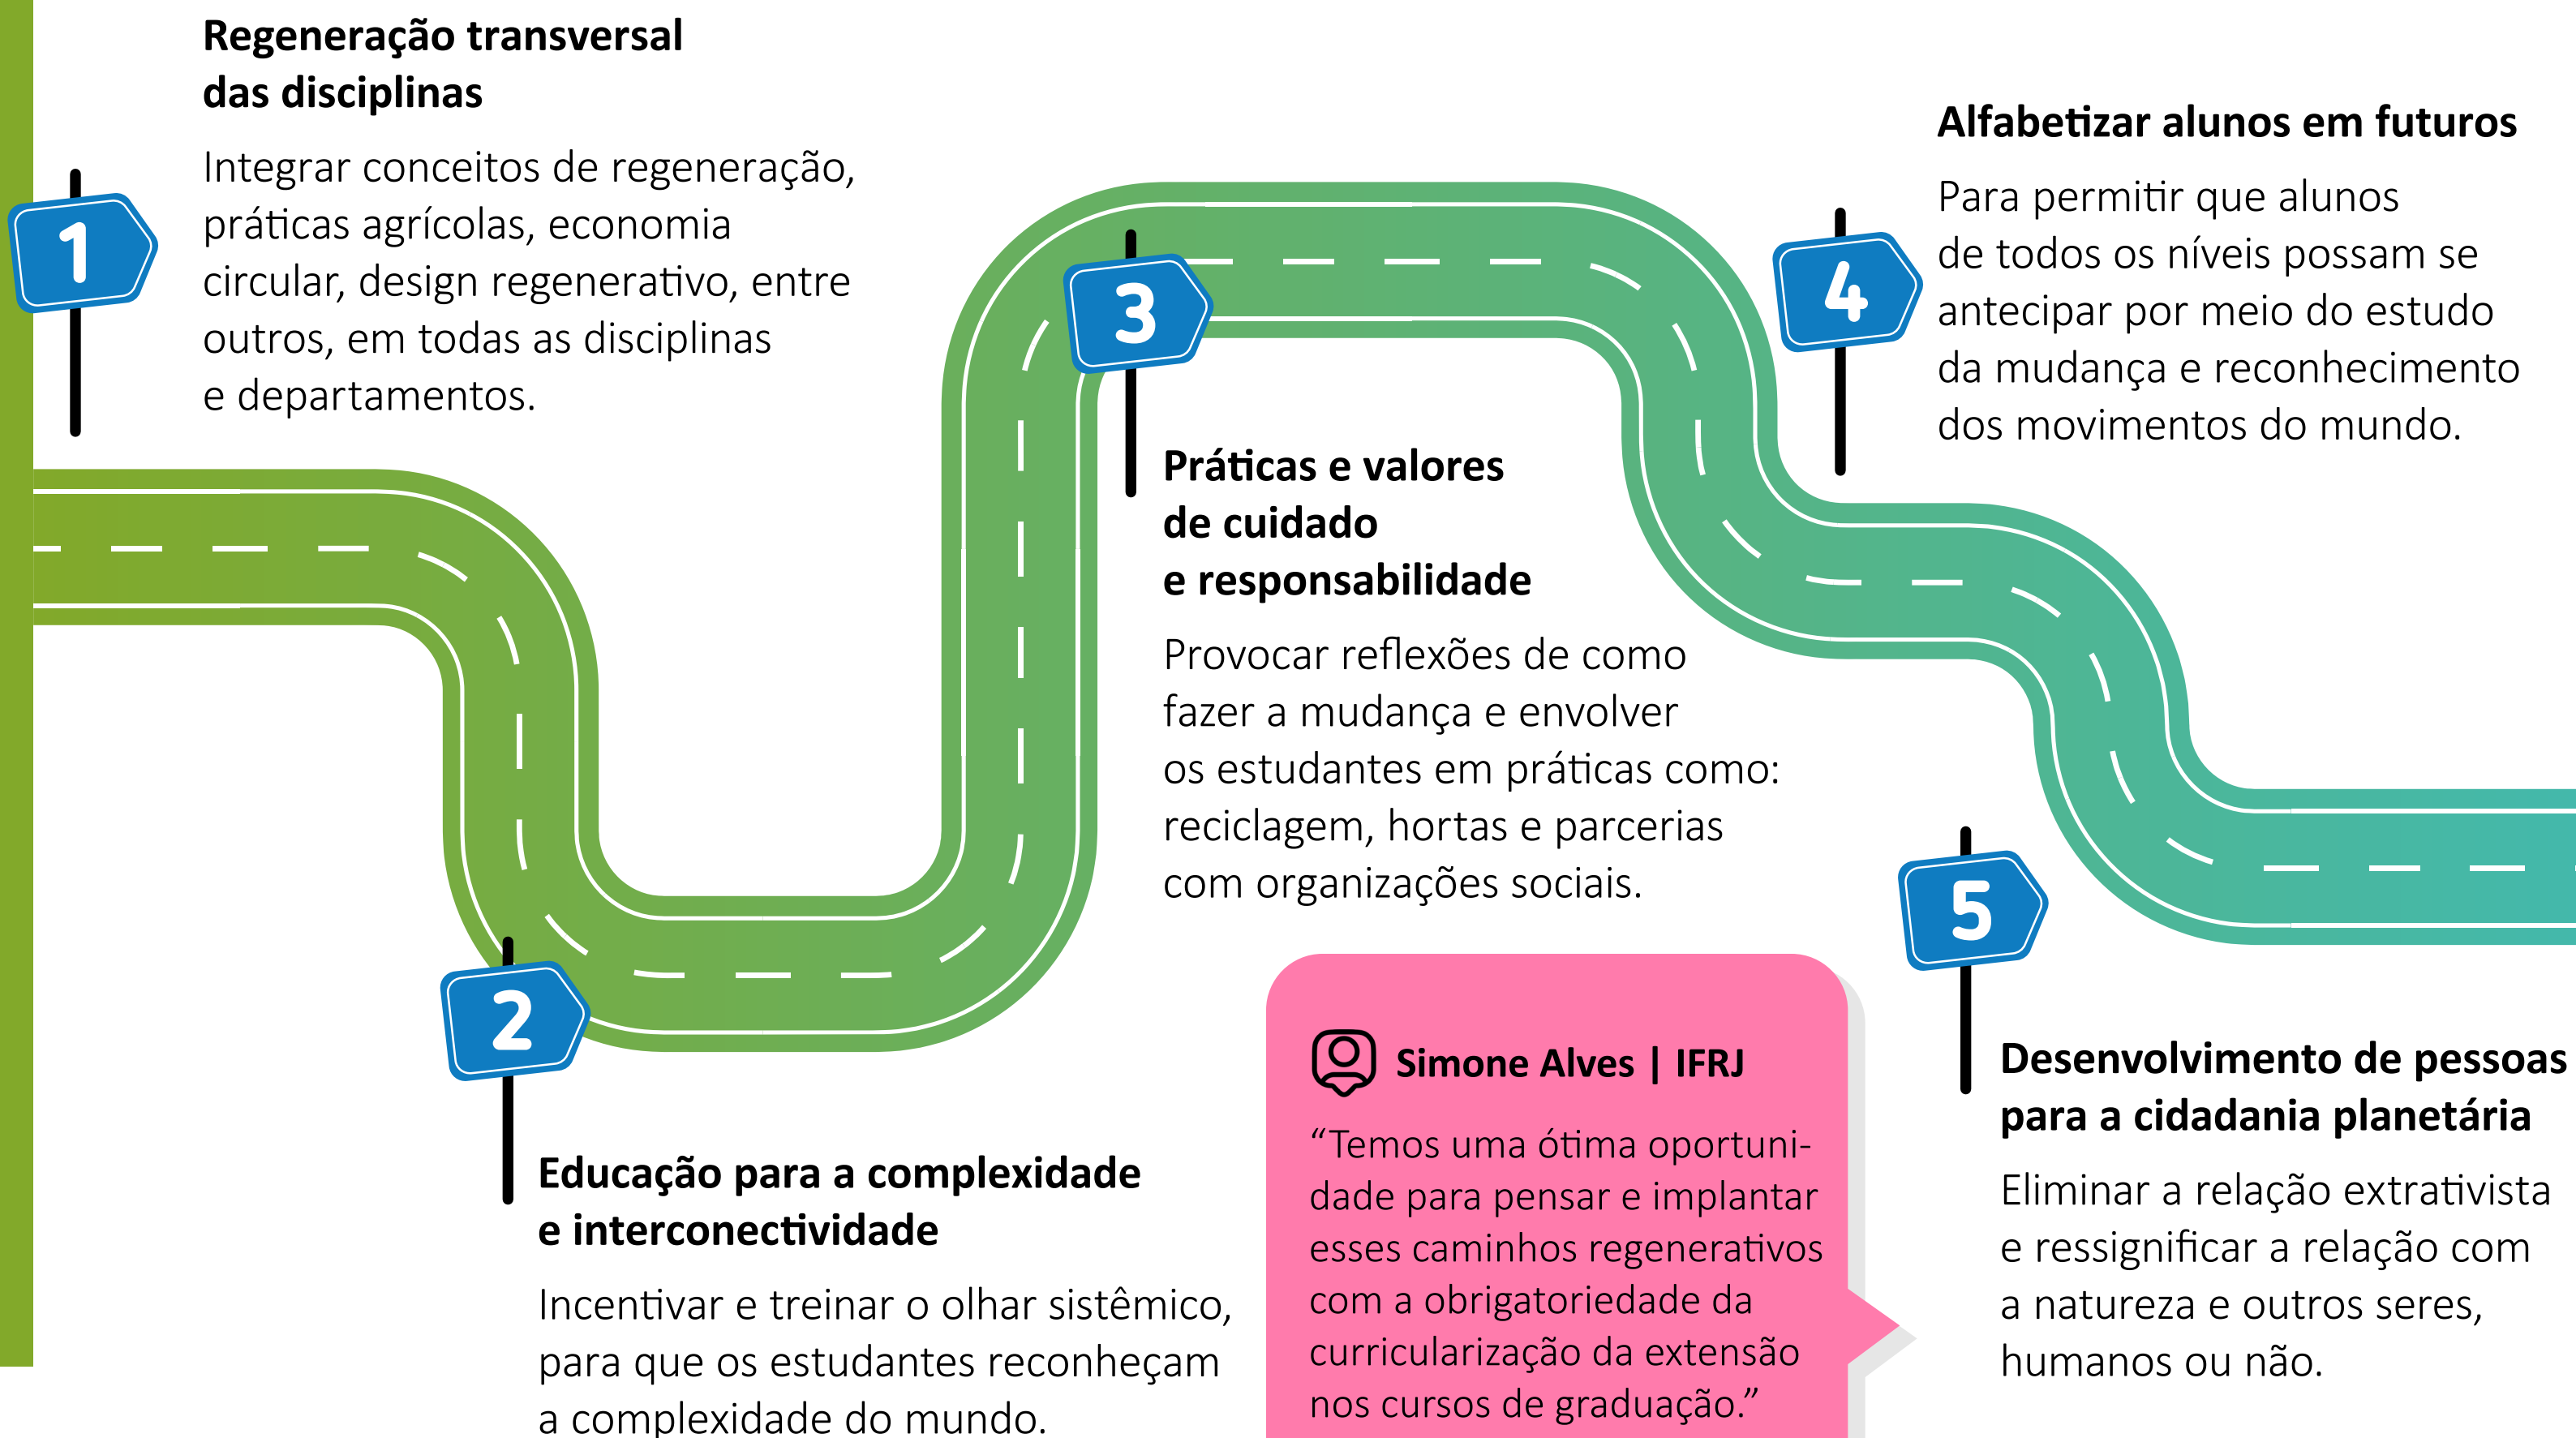 1
Regeneração transversal
das disciplinas
Integrar conceitos de regeneração,
práticas agrícolas, economia
circular, design regenerativo, entre
outros, em todas as disciplinas
e departamentos.
2
Educação para a complexidade
e interconectividade
Incentivar e treinar o olhar sistêmico,
para que os estudantes reconheçam
a complexidade do mundo.
3
Práticas e valores
de cuidado
e responsabilidade
Provocar reflexões de como
fazer a mudança e envolver
os estudantes em práticas como:
reciclagem, hortas e parcerias
com organizações sociais.
4
Alfabetizar alunos em futuros
Para permitir que alunos
de todos os níveis possam se
antecipar por meio do estudo
da mudança e reconhecimento
dos movimentos do mundo.
5
Desenvolvimento de pessoas
para a cidadania planetária
Eliminar a relação extrativista
e ressignificar a relação com
a natureza e outros seres,
humanos ou não.
Simone Alves | IFRJ
“Temos uma ótima oportuni-
dade para pensar e implantar
esses caminhos regenerativos
com a obrigatoriedade da
curricularização da extensão
nos cursos de graduação.”